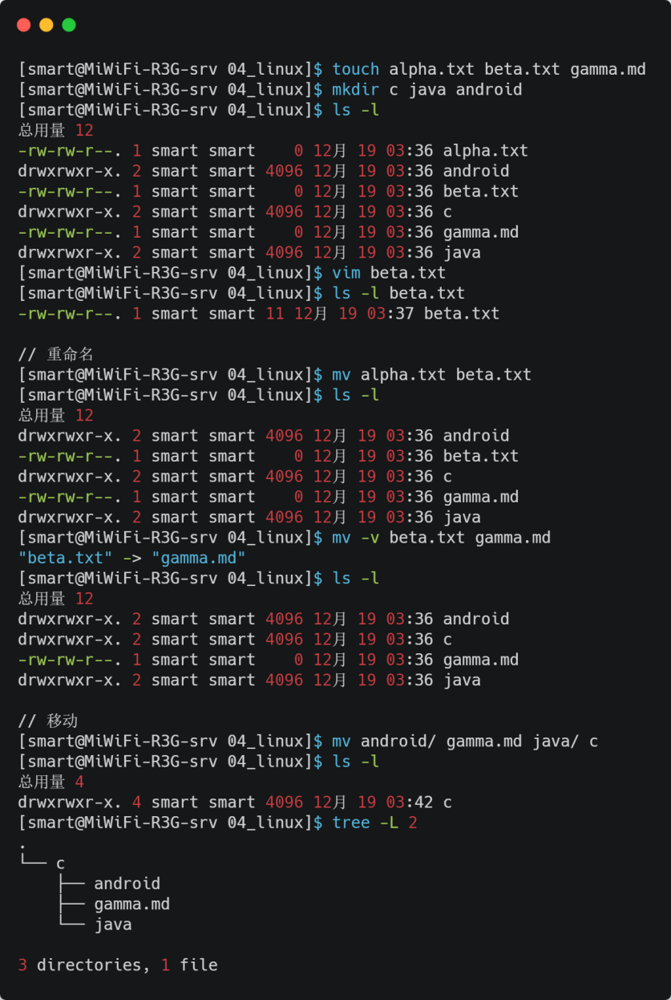 [smart@MiWiFi-R3G-srv 04_linux]$ touch alpha.txt beta.txt gamma.md
[smart@MiWiFi-R3G-srv 04_linux]$ mkdir c java android
[smart@MiWiFi-R3G-srv 04_linux]$ ls -l
总用量 12
-rw-rw-r--. 1 smart smart    0 12月 19 03:36 alpha.txt
drwxrwxr-x. 2 smart smart 4096 12月 19 03:36 android
-rw-rw-r--. 1 smart smart    0 12月 19 03:36 beta.txt
drwxrwxr-x. 2 smart smart 4096 12月 19 03:36 c
-rw-rw-r--. 1 smart smart    0 12月 19 03:36 gamma.md
drwxrwxr-x. 2 smart smart 4096 12月 19 03:36 java
[smart@MiWiFi-R3G-srv 04_linux]$ vim beta.txt
[smart@MiWiFi-R3G-srv 04_linux]$ ls -l beta.txt
-rw-rw-r--. 1 smart smart 11 12月 19 03:37 beta.txt

// 重命名
[smart@MiWiFi-R3G-srv 04_linux]$ mv alpha.txt beta.txt
[smart@MiWiFi-R3G-srv 04_linux]$ ls -l
总用量 12
drwxrwxr-x. 2 smart smart 4096 12月 19 03:36 android
-rw-rw-r--. 1 smart smart    0 12月 19 03:36 beta.txt
drwxrwxr-x. 2 smart smart 4096 12月 19 03:36 c
-rw-rw-r--. 1 smart smart    0 12月 19 03:36 gamma.md
drwxrwxr-x. 2 smart smart 4096 12月 19 03:36 java
[smart@MiWiFi-R3G-srv 04_linux]$ mv -v beta.txt gamma.md
"beta.txt" -> "gamma.md"
[smart@MiWiFi-R3G-srv 04_linux]$ ls -l
总用量 12
drwxrwxr-x. 2 smart smart 4096 12月 19 03:36 android
drwxrwxr-x. 2 smart smart 4096 12月 19 03:36 c
-rw-rw-r--. 1 smart smart    0 12月 19 03:36 gamma.md
drwxrwxr-x. 2 smart smart 4096 12月 19 03:36 java

// 移动
[smart@MiWiFi-R3G-srv 04_linux]$ mv android/ gamma.md java/ c
[smart@MiWiFi-R3G-srv 04_linux]$ ls -l
总用量 4
drwxrwxr-x. 4 smart smart 4096 12月 19 03:42 c
[smart@MiWiFi-R3G-srv 04_linux]$ tree -L 2
.
└── c
    ├── android
    ├── gamma.md
    └── java

3 directories, 1 file